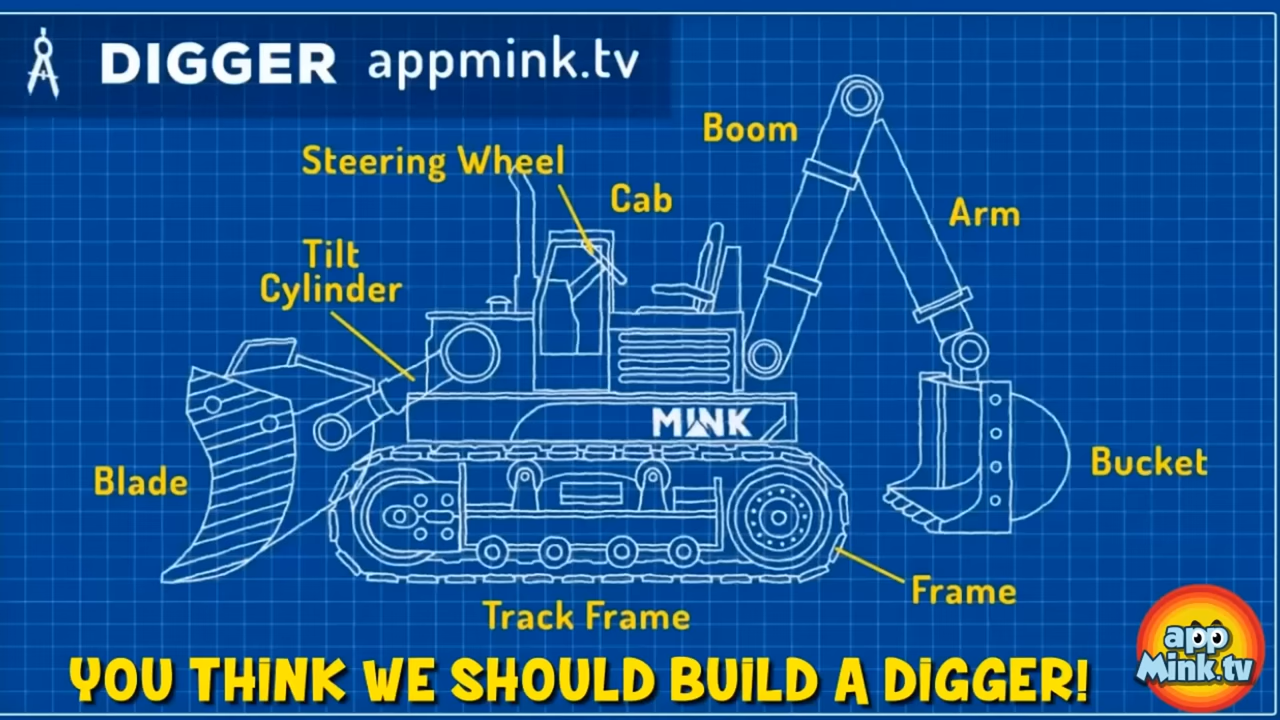 DIGGER appmink.tv
Boom
Steering Wheel
Cab
Arm
Tilt
Cylinder
MINK
Blade
Bucket
Frame
Track Frame
YOU THINK WE SHOULD BUILD A DIGGER!
app
Mink.tv